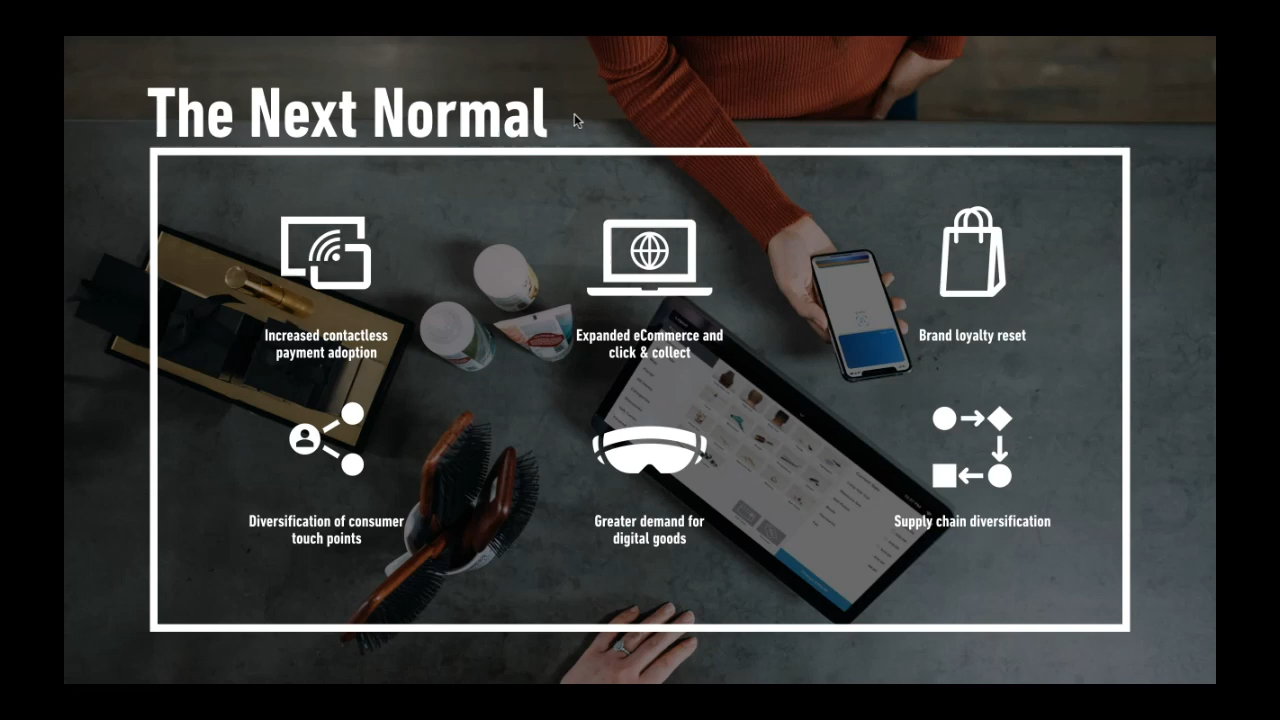 The Next Normal
Increased contactless
payment adoption
Expanded eCommerce and
click & collect
Brand loyalty reset
Diversification of consumer
touch points
Greater demand for
digital goods
Supply chain diversification